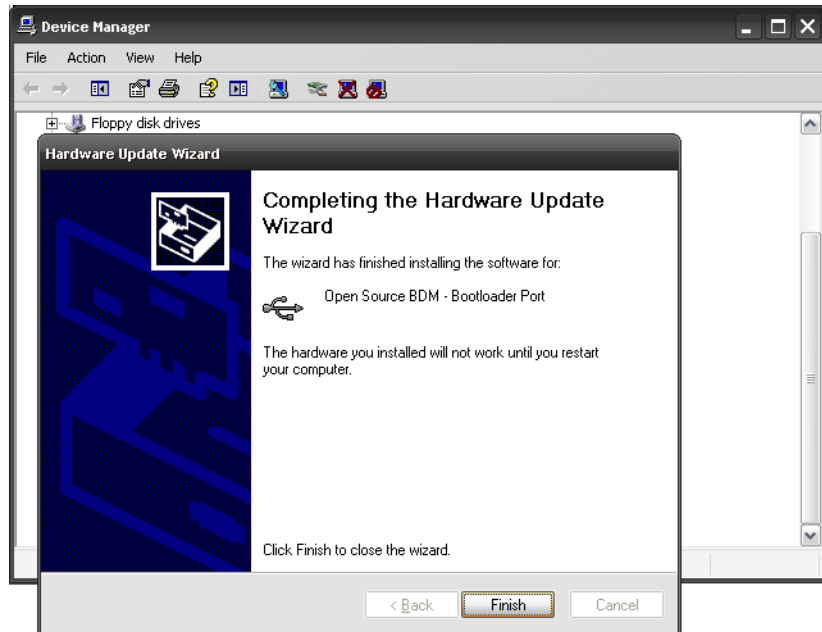 Device Manager
File Action View Help
Floppy disk drives
Hardware Update Wizard
Completing the Hardware Update
Wizard
The wizard has finished installing the software for:
Open Source BDM - Bootloader Port
The hardware you installed will not work until you restart
your computer.
Click Finish to close the wizard.
< Back Finish Cancel